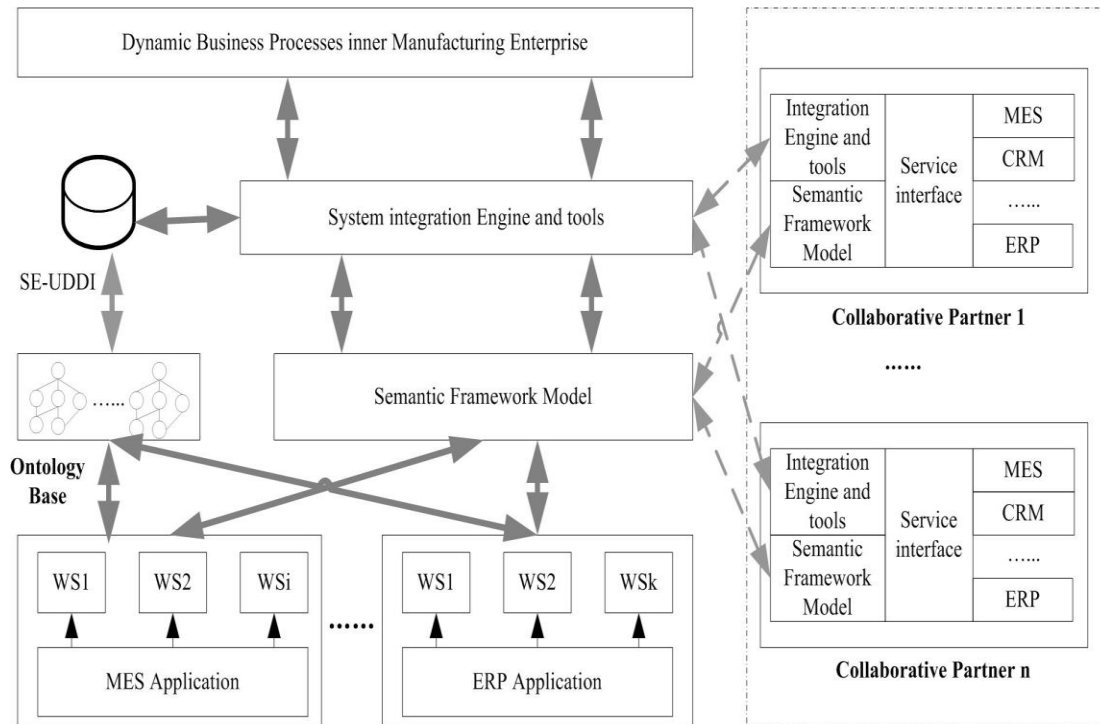 Dynamic Business Processes inner Manufacturing Enterprise
System integration Engine and tools
SE-UDDI
…...
Semantic Framework Model
Ontology
Base
WS1
WS2
WSi
……
WS1
WS2
WSk
MES Application
ERP Application
Integration
Engine and
tools
Semantic
Framework
Model
Service
interface
MES
CRM
…...
ERP
Collaborative Partner 1
……
Integration
Engine and
tools
Semantic
Framework
Model
Service
interface
MES
CRM
…...
ERP
Collaborative Partner n